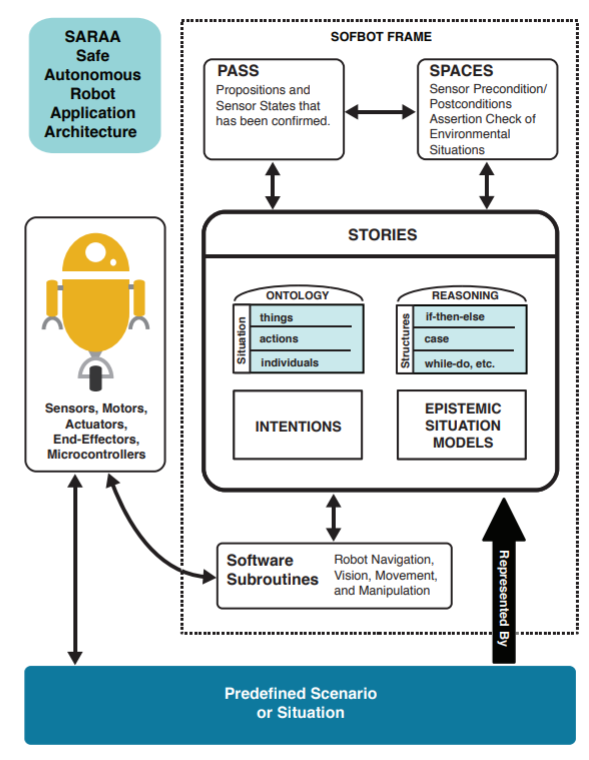 SARAA
Safe
Autonomous
Robot
Application
Architecture
SOFBOT FRAME
PASS
Propositions and
Sensor States that
has been confirmed.
SPACES
Sensor Precondition/
Postconditions
Assertion Check of
Environmental
Situations
STORIES
ONTOLOGY
Situation
things
actions
individuals
REASONING
Structures
if-then-else
case
while-do, etc.
INTENTIONS
EPISTEMIC
SITUATION
MODELS
Sensors, Motors,
Actuators,
End-Effectors,
Microcontrollers
Software
Subroutines
Robot Navigation,
Vision, Movement,
and Manipulation
Represented By
Predefined Scenario
or Situation